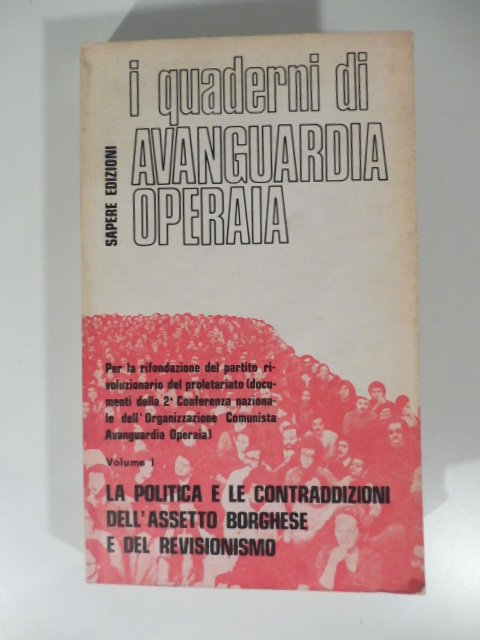 i quaderni di
AVANGUARDIA
OPERAIA
SAPERE EDIZIONI
Per la rifondazione del partito ri-
voluzionario del proletariato (docu-
menti della 2ª Conferenza naziona-
le dell'Organizzazione Comunista
Avanguardia Operaia)
Volume I
LA POLITICA E LE CONTRADDIZIONI
DELL'ASSETTO BORGHESE
E DEL REVISIONISMO